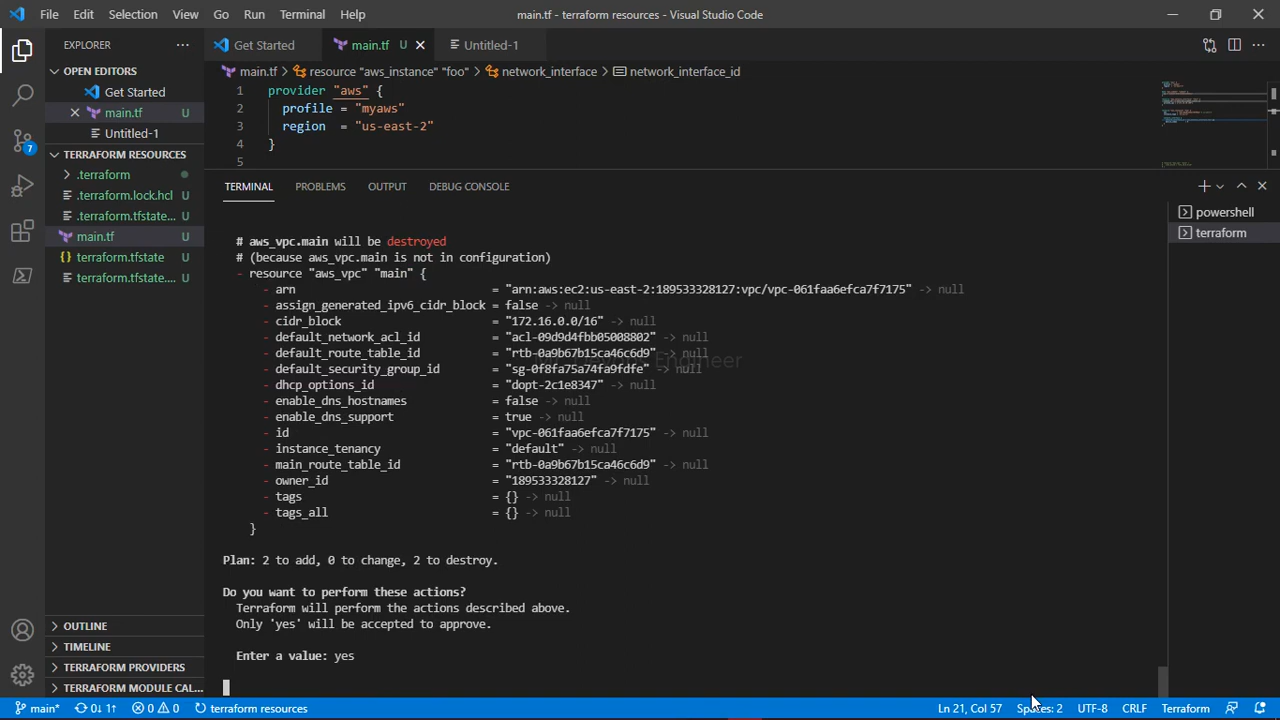 File Edit Selection View Go Run Terminal Help
main.tf - terraform resources - Visual Studio Code
EXPLORER
Get Started
main.tf U
Untitled-1
OPEN EDITORS
Get Started
main.tf U
Untitled-1
TERRAFORM RESOURCES
.terraform
.terraform.lock.hcl U
.terraform.tfstate... U
main.tf U
terraform.tfstate U
terraform.tfstate.... U
OUTLINE
TIMELINE
TERRAFORM PROVIDERS
TERRAFORM MODULE CAL...
7
main.tf > resource "aws_instance" "foo" > network_interface > network_interface_id
1 provider "aws" {
2 profile = "myaws"
3 region = "us-east-2"
4 }
5
TERMINAL PROBLEMS OUTPUT DEBUG CONSOLE
powershell
terraform
# aws_vpc.main will be destroyed
# (because aws_vpc.main is not in configuration)
- resource "aws_vpc" "main" {
- arn = "arn:aws:ec2:us-east-2:189533328127:vpc/vpc-061faa6efca7f7175" -> null
- assign_generated_ipv6_cidr_block = false -> null
- cidr_block = "172.16.0.0/16" -> null
- default_network_acl_id = "acl-09d9d4fbb05008802" -> null
- default_route_table_id = "rtb-0a9b67b15ca46c6d9" -> null
- default_security_group_id = "sg-0f8fa75a74fa9fdfe" -> null
- dhcp_options_id = "dopt-2c1e8347" -> null
- enable_dns_hostnames = false -> null
- enable_dns_support = true -> null
- id = "vpc-061faa6efca7f7175" -> null
- instance_tenancy = "default" -> null
- main_route_table_id = "rtb-0a9b67b15ca46c6d9" -> null
- owner_id = "189533328127" -> null
- tags = {} -> null
- tags_all = {} -> null
}
Engineer
Plan: 2 to add, 0 to change, 2 to destroy.
Do you want to perform these actions?
Terraform will perform the actions described above.
Only 'yes' will be accepted to approve.
Enter a value: yes
main* 0↓ 1↑ 0 0 terraform resources
Ln 21, Col 57 Spaces: 2 UTF-8 CRLF Terraform